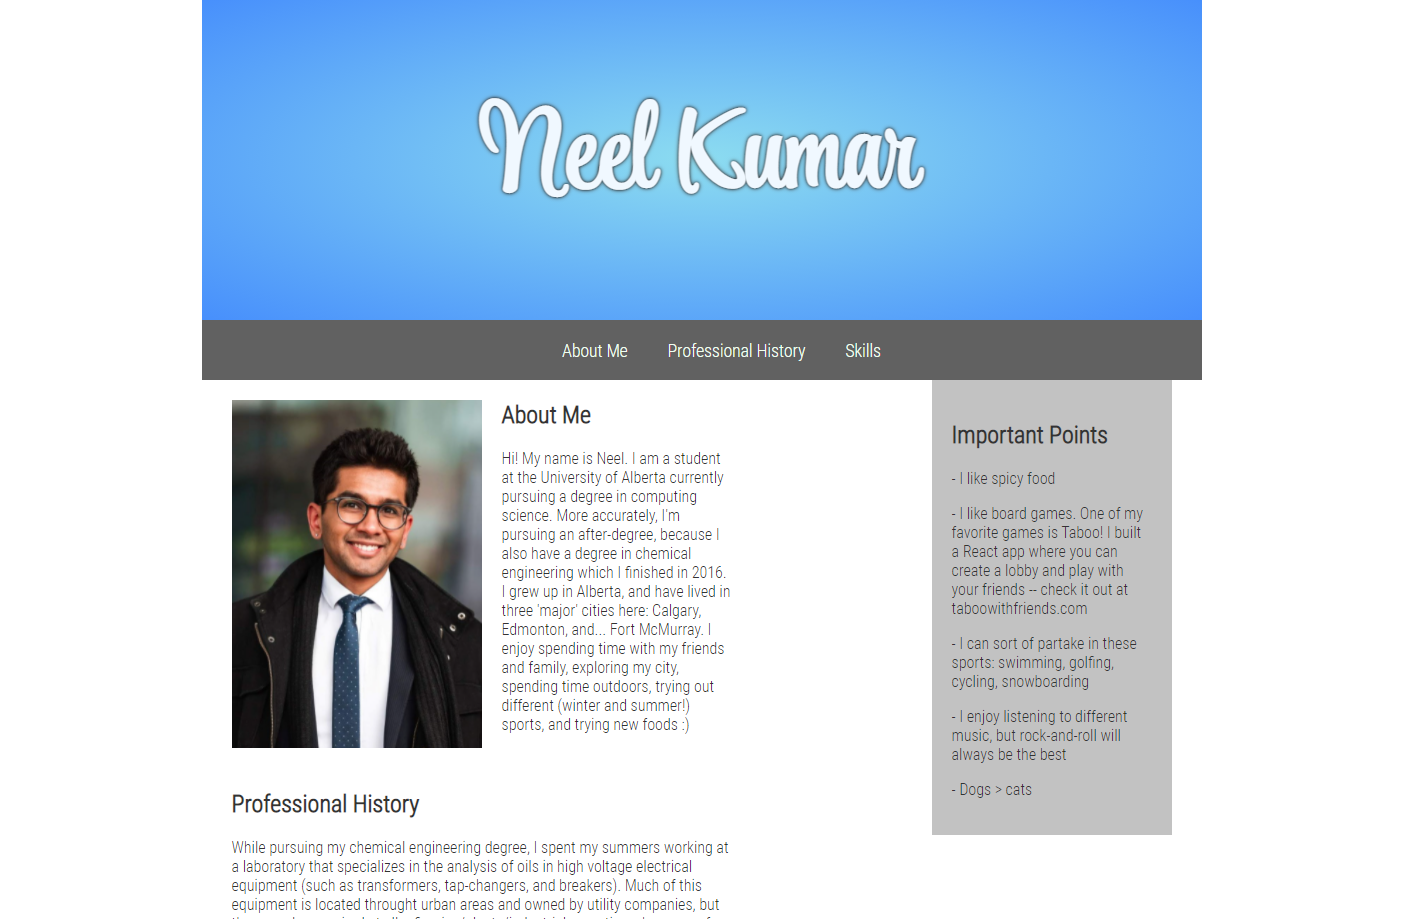 Neel Kumar
About Me
Professional History
Skills
About Me
Hi! My name is Neel. I am a student
at the University of Alberta currently
pursuing a degree in computing
science. More accurately, I'm
pursuing an after-degree, because I
also have a degree in chemical
engineering which I finished in 2016.
I grew up in Alberta, and have lived in
three 'major' cities here: Calgary,
Edmonton, and... Fort McMurray. I
enjoy spending time with my friends
and family, exploring my city,
spending time outdoors, trying out
different (winter and summer!)
sports, and trying new foods :)
Important Points
- I like spicy food
- I like board games. One of my
favorite games is Taboo! I built
a React app where you can
create a lobby and play with
your friends -- check it out at
taboowithfriends.com
- I can sort of partake in these
sports: swimming, golfing,
cycling, snowboarding
- I enjoy listening to different
music, but rock-and-roll will
always be the best
- Dogs > cats
Professional History
While pursuing my chemical engineering degree, I spent my summers working at
a laboratory that specializes in the analysis of oils in high voltage electrical
equipment (such as transformers, tap-changers, and breakers). Much of this
equipment is located throught urban areas and owned by utility companies, but